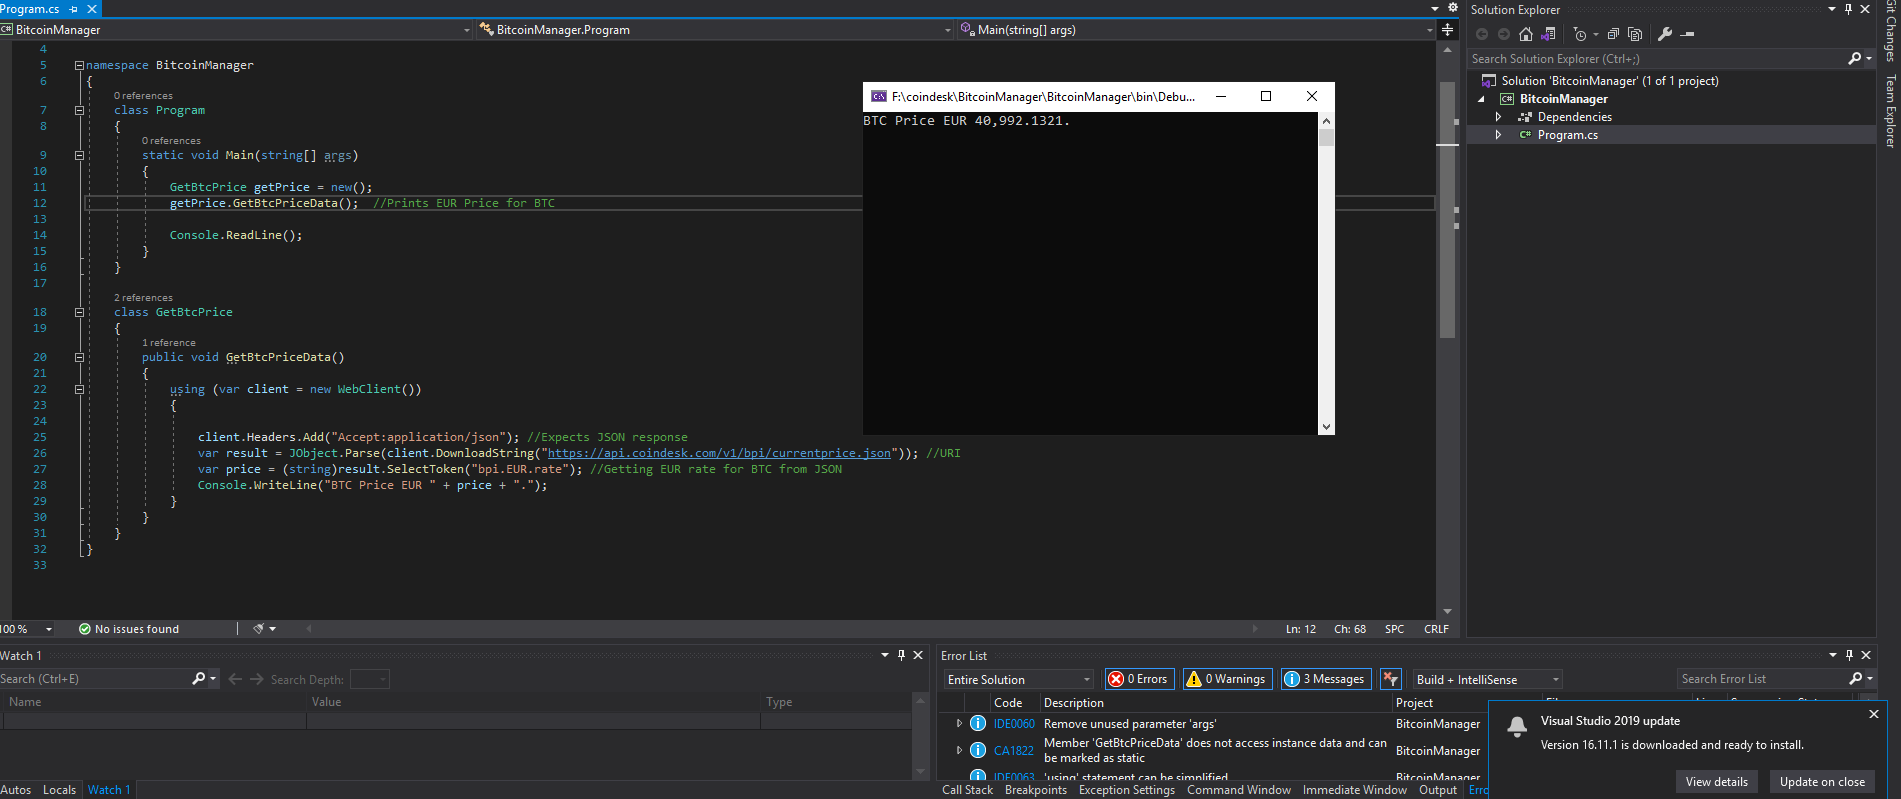 Program.cs
BitcoinManager
BitcoinManager.Program
Main(string[] args)
4
5 namespace BitcoinManager
6 {
0 references
7 class Program
8 {
0 references
9 static void Main(string[] args)
10 {
11 GetBtcPrice getPrice = new();
12 getPrice.GetBtcPriceData(); //Prints EUR Price for BTC
13
14 Console.ReadLine();
15 }
16 }
17
2 references
18 class GetBtcPrice
19 {
1 reference
20 public void GetBtcPriceData()
21 {
22 using (var client = new WebClient())
23 {
24
25 client.Headers.Add("Accept:application/json"); //Expects JSON response
26 var result = JObject.Parse(client.DownloadString("https://api.coindesk.com/v1/bpi/currentprice.json")); //URI
27 var price = (string)result.SelectToken("bpi.EUR.rate"); //Getting EUR rate for BTC from JSON
28 Console.WriteLine("BTC Price EUR " + price + ".");
29 }
30 }
31 }
32 }
33
F:\coindesk\BitcoinManager\BitcoinManager\bin\Debu...
BTC Price EUR 40,992.1321.
100 %
No issues found
Ln: 12 Ch: 68 SPC CRLF
Solution Explorer
Search Solution Explorer (Ctrl+;)
Solution 'BitcoinManager' (1 of 1 project)
C# BitcoinManager
Dependencies
C# Program.cs
Git Changes
Team Explorer
Watch 1
Search (Ctrl+E)
Search Depth:
Name Value Type
Autos Locals Watch 1
Error List
Entire Solution
0 Errors
0 Warnings
3 Messages
Build + IntelliSense
Search Error List
Code Description Project
IDE0060 Remove unused parameter 'args' BitcoinManager
CA1822 Member 'GetBtcPriceData' does not access instance data and can be marked as static BitcoinManager
IDE0063 'using' statement can be simplified BitcoinManager
Call Stack Breakpoints Exception Settings Command Window Immediate Window Output Erro
Visual Studio 2019 update
Version 16.11.1 is downloaded and ready to install.
View details
Update on close